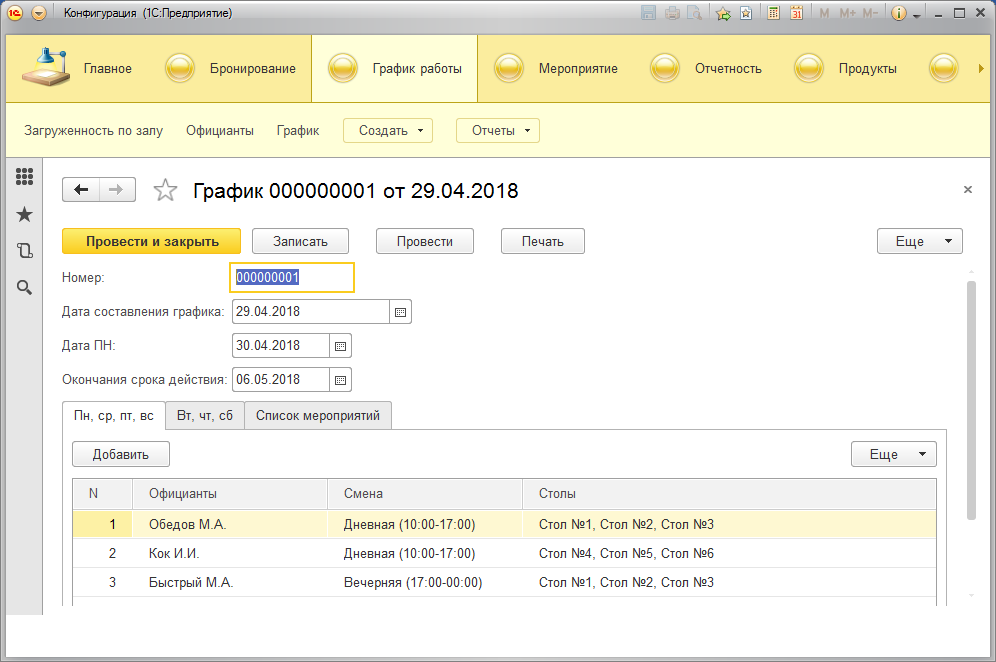 Конфигурация (1С:Предприятие)
M M+ M-
Главное Бронирование График работы Мероприятие Отчетность Продукты
Загруженность по залу Официанты График Создать Отчеты
График 000000001 от 29.04.2018
Провести и закрыть Записать Провести Печать Еще
Номер: 000000001
Дата составления графика: 29.04.2018
Дата ПН: 30.04.2018
Окончания срока действия: 06.05.2018
Пн, ср, пт, вс Вт, чт, сб Список мероприятий
Добавить Еще
N Официанты Смена Столы
1 Обедов М.А. Дневная (10:00-17:00) Стол №1, Стол №2, Стол №3
2 Кок И.И. Дневная (10:00-17:00) Стол №4, Стол №5, Стол №6
3 Быстрый М.А. Вечерняя (17:00-00:00) Стол №1, Стол №2, Стол №3